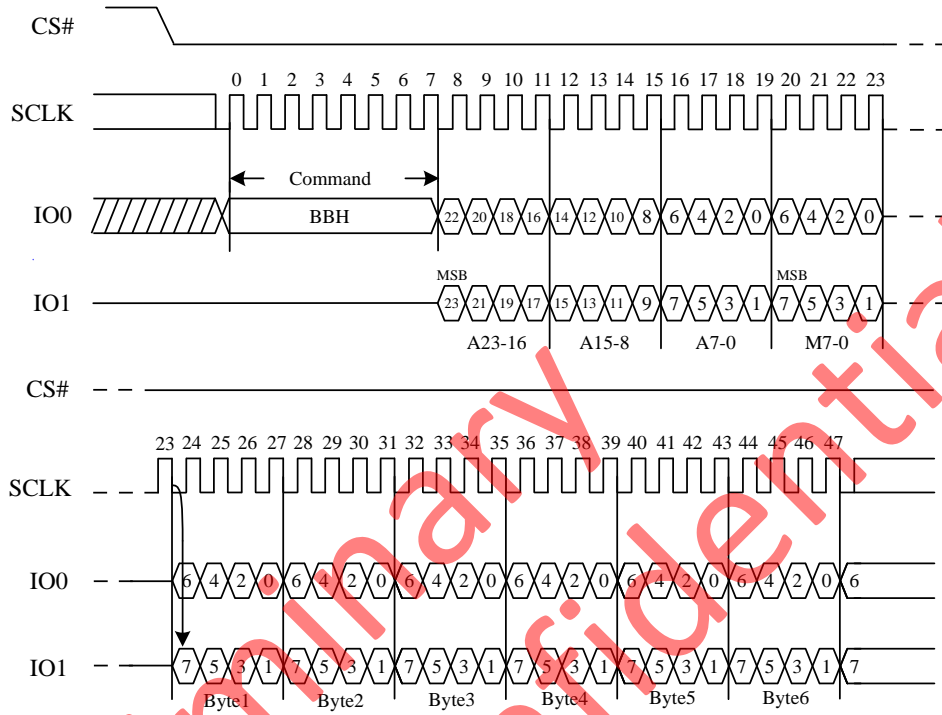 CS#
0 1 2 3 4 5 6 7 8 9 10 11 12 13 14 15 16 17 18 19 20 21 22 23
SCLK
Command
IO0 BBH 22 20 18 16 14 12 10 8 6 4 2 0 6 4 2 0
MSB MSB
IO1 23 21 19 17 15 13 11 9 7 5 3 1 7 5 3 1
A23-16 A15-8 A7-0 M7-0
CS#
23 24 25 26 27 28 29 30 31 32 33 34 35 36 37 38 39 40 41 42 43 44 45 46 47
SCLK
IO0 6 4 2 0 6 4 2 0 6 4 2 0 6 4 2 0 6 4 2 0 6 4 2 0 6
IO1 7 5 3 1 7 5 3 1 7 5 3 1 7 5 3 1 7 5 3 1 7 5 3 1 7
Byte1 Byte2 Byte3 Byte4 Byte5 Byte6
minary
nfidentia